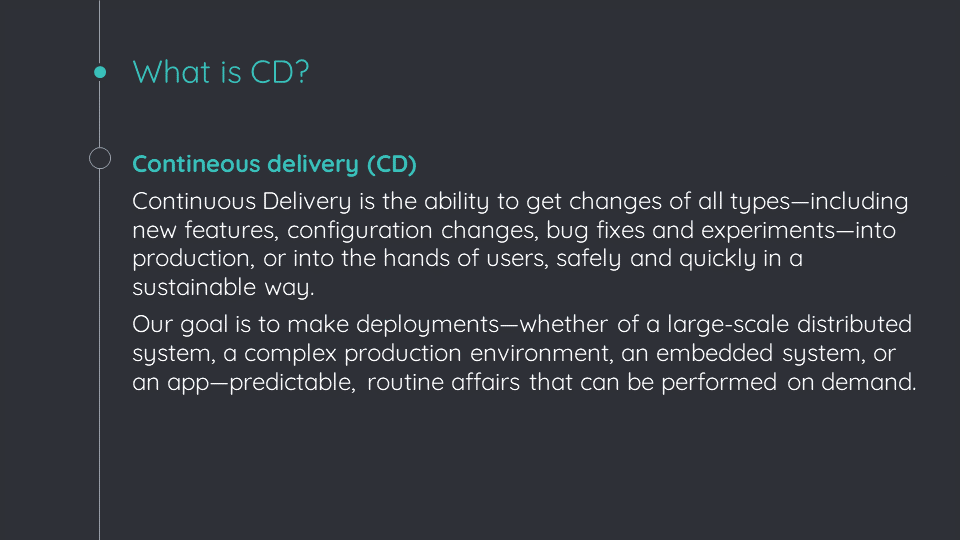 What is CD?
Contineous delivery (CD)
Continuous Delivery is the ability to get changes of all types—including
new features, configuration changes, bug fixes and experiments—into
production, or into the hands of users, safely and quickly in a
sustainable way.
Our goal is to make deployments—whether of a large-scale distributed
system, a complex production environment, an embedded system, or
an app—predictable, routine affairs that can be performed on demand.